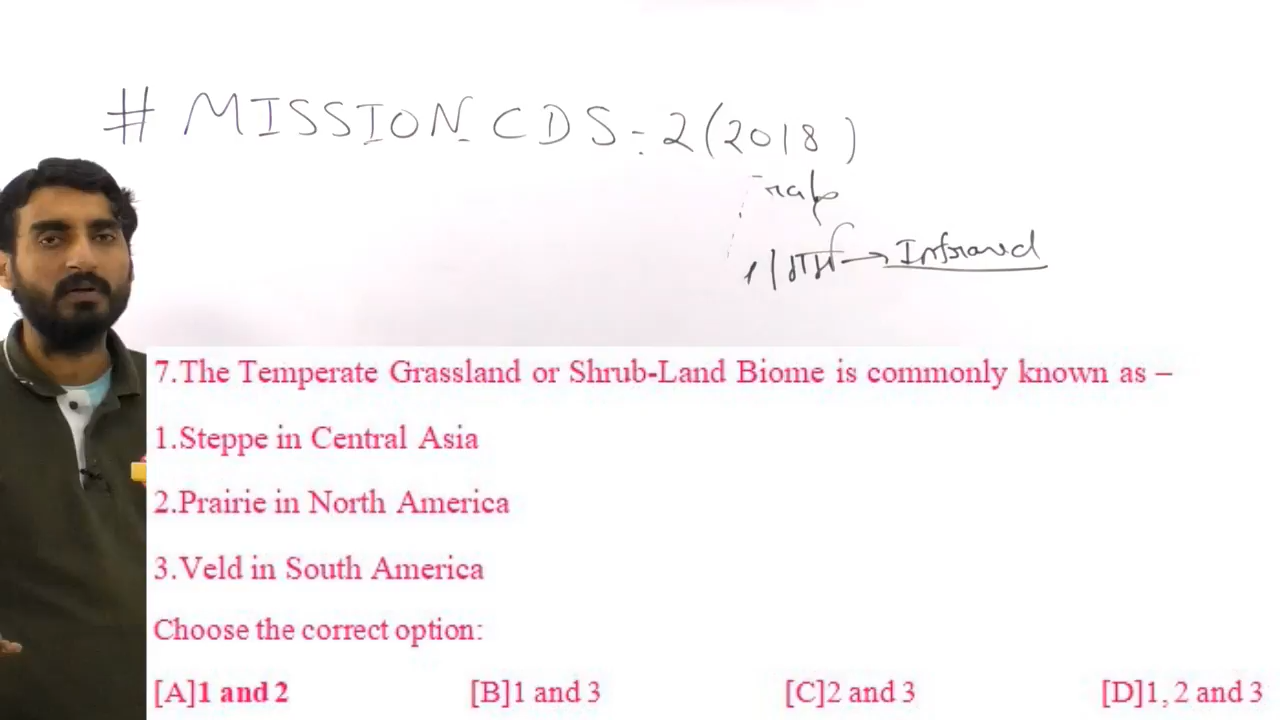 # MISSION CDS-2(2018)
→ Infrared
7.The Temperate Grassland or Shrub-Land Biome is commonly known as –
1.Steppe in Central Asia
2.Prairie in North America
3.Veld in South America
Choose the correct option:
[A]1 and 2 [B]1 and 3 [C]2 and 3 [D]1, 2 and 3